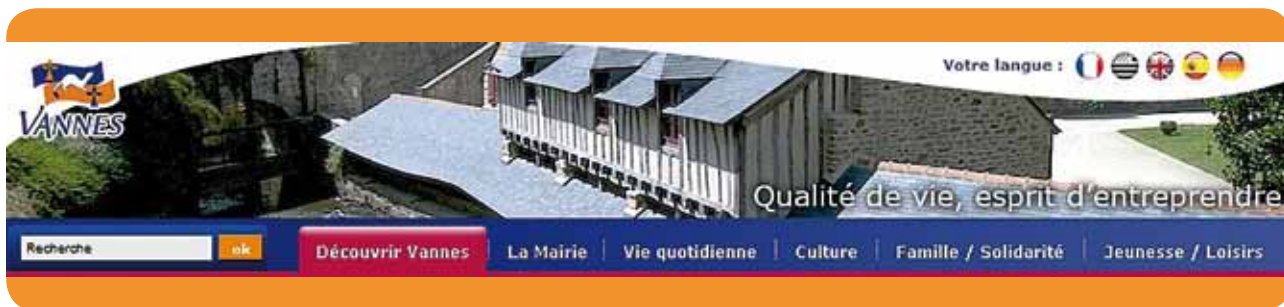 Votre langue :
VANNES
Qualité de vie, esprit d'entreprendre
Recherche ok Découvrir Vannes La Mairie Vie quotidienne Culture Famille / Solidarité Jeunesse / Loisirs